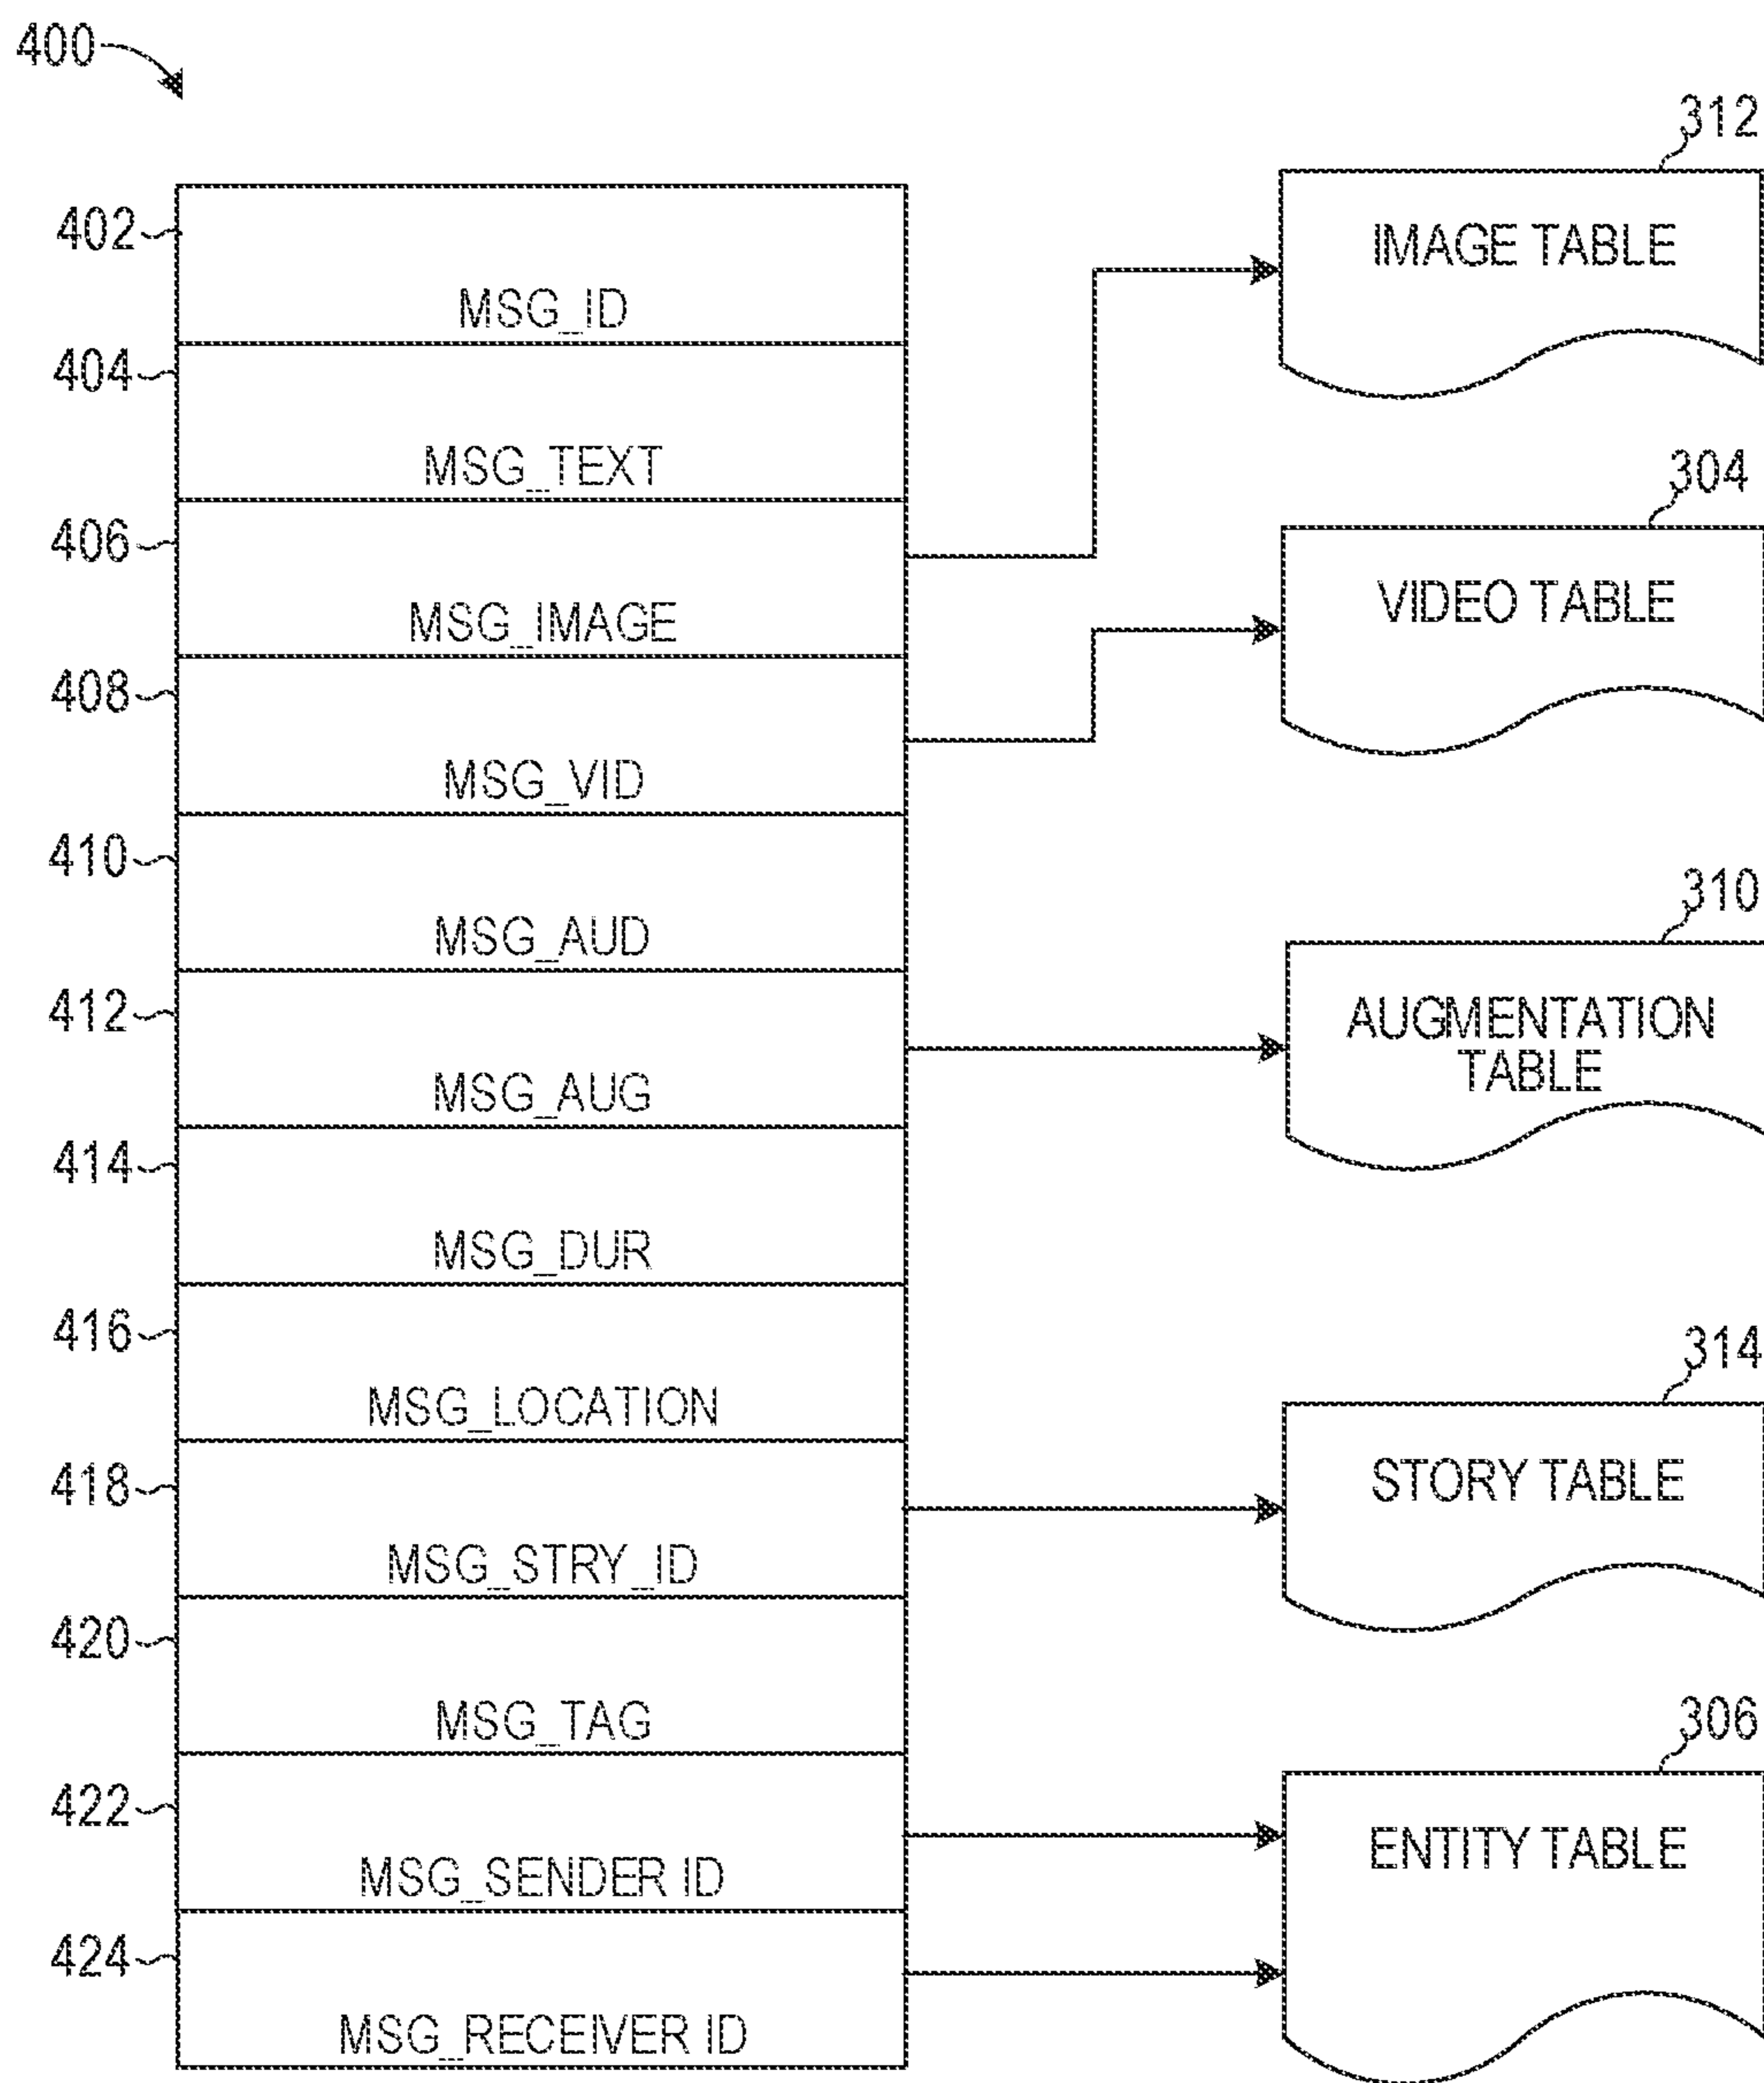 400
402
MSG_ID
404
MSG_TEXT
406
MSG_IMAGE
408
MSG_VID
410
MSG_AUD
412
MSG_AUG
414
MSG_DUR
416
MSG_LOCATION
418
MSG_STRY_ID
420
MSG_TAG
422
MSG_SENDER ID
424
MSG_RECEIVER ID
312
IMAGE TABLE
304
VIDEO TABLE
310
AUGMENTATION
TABLE
314
STORY TABLE
306
ENTITY TABLE